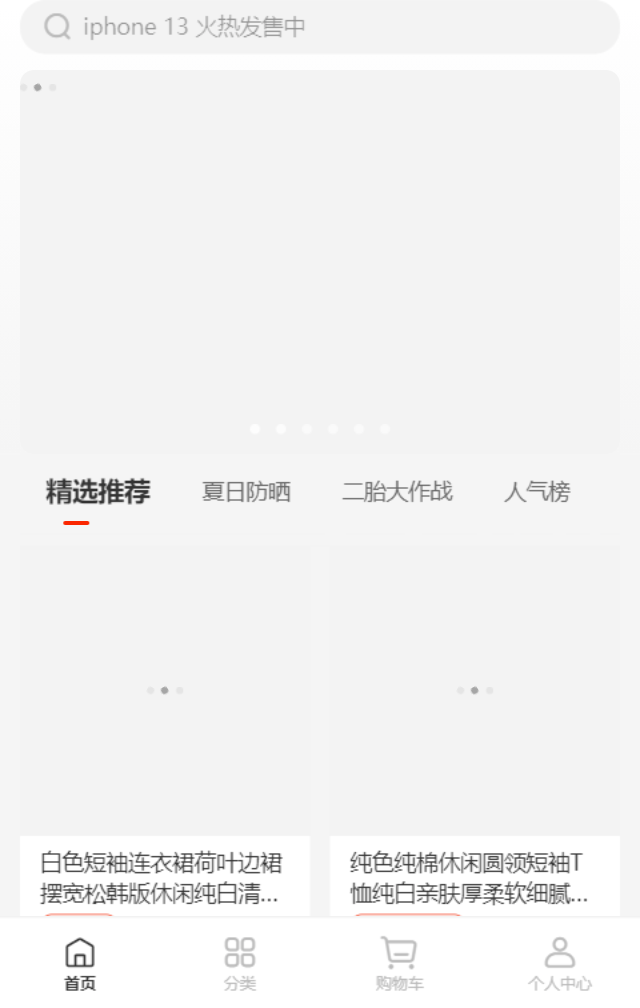 iphone 13 火热发售中
精选推荐 夏日防晒 二胎大作战 人气榜
白色短袖连衣裙荷叶边裙
摆宽松韩版休闲纯白清...
纯色纯棉休闲圆领短袖T
恤纯白亲肤厚柔软细腻...
首页 分类 购物车 个人中心